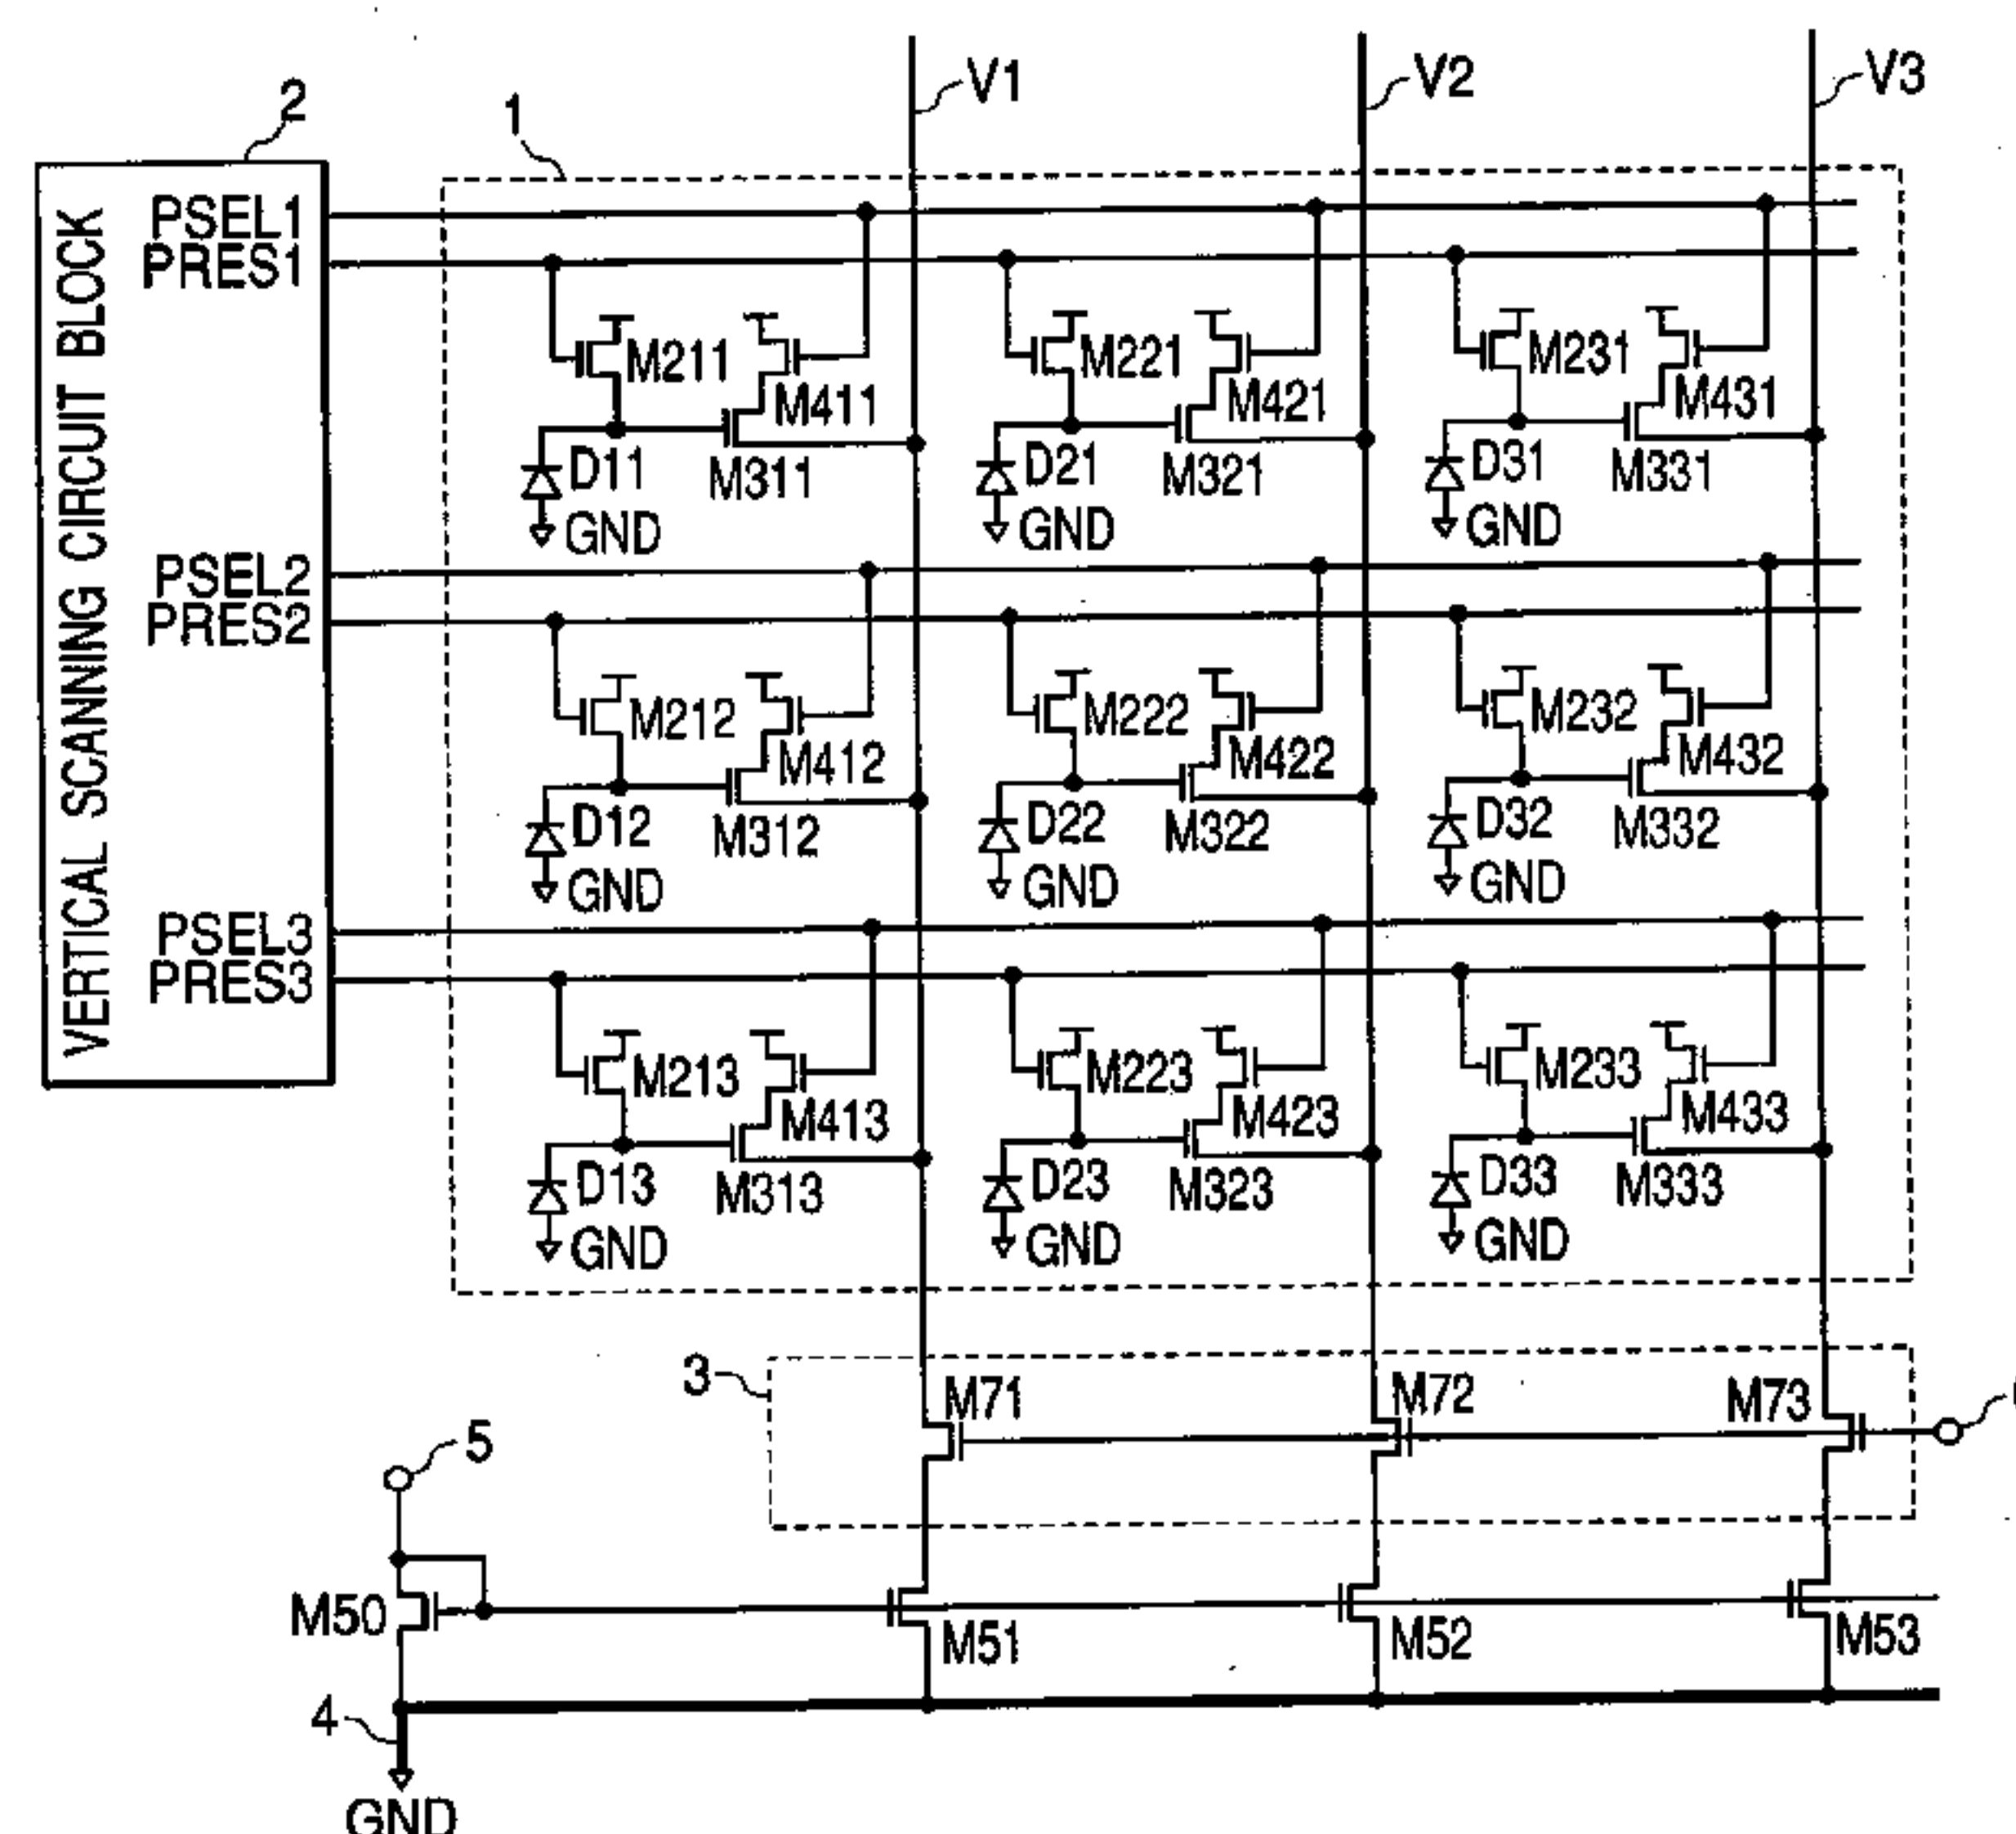 V1
V2
V3
2
1
VERTICAL SCANNING CIRCUIT BLOCK
PSEL1
PRES1
M211
M411
M221
M421
M231
M431
D11
M311
D21
M321
D31
M331
GND
GND
GND
PSEL2
PRES2
M212
M412
M222
M422
M232
M432
D12
M312
D22
M322
D32
M332
GND
GND
GND
PSEL3
PRES3
M213
M413
M223
M423
M233
M433
D13
M313
D23
M323
D33
M333
GND
GND
GND
3
M71
M72
M73
5
M50
M51
M52
M53
4
GND